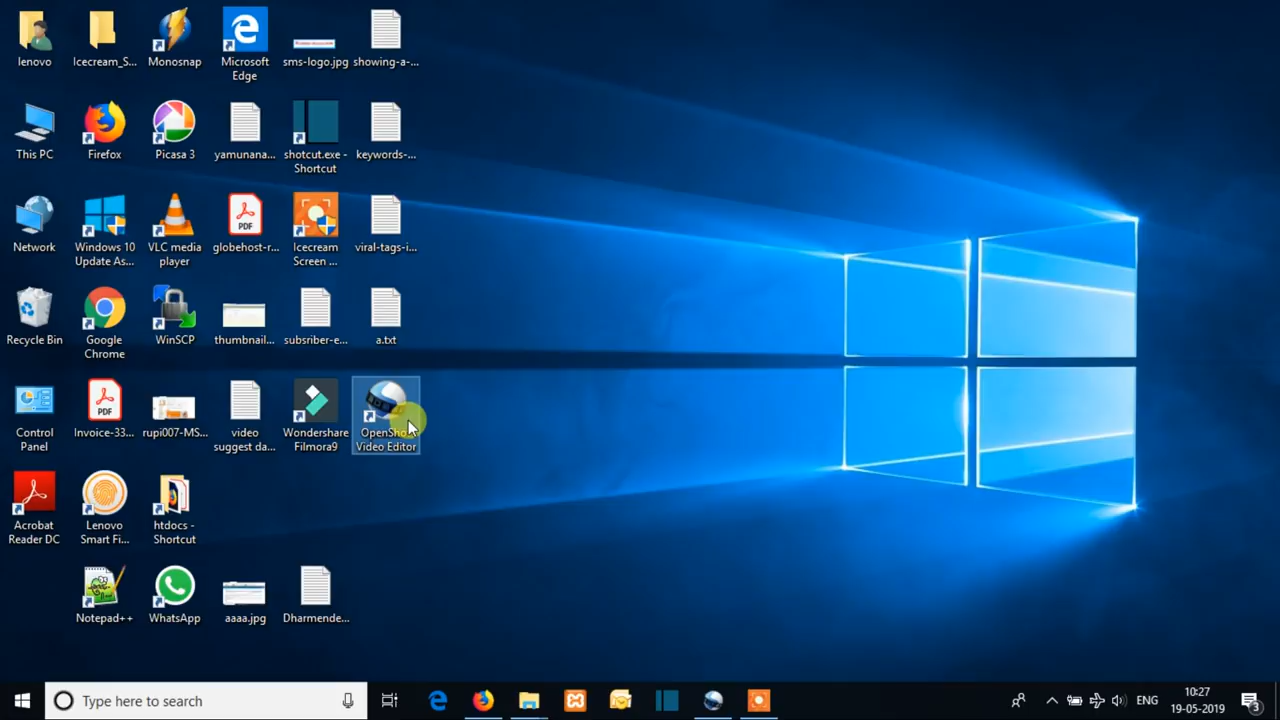 lenovo
Icecream_S...
Monosnap
Microsoft
Edge
sms-logo.jpg
showing-a-...
This PC
Firefox
Picasa 3
yamunana...
shotcut.exe -
Shortcut
keywords-...
Network
Windows 10
Update As...
VLC media
player
PDF
globehost-r...
Icecream
Screen ...
viral-tags-i...
Recycle Bin
Google
Chrome
WinSCP
thumbnail...
subsriber-e...
a.txt
Control
Panel
PDF
Invoice-33...
rupi007-MS...
video
suggest da...
Wondershare
Filmora9
OpenSho
Video Editor
Acrobat
Reader DC
Lenovo
Smart Fi...
htdocs -
Shortcut
Notepad++
WhatsApp
aaaa.jpg
Dharmende...
Type here to search
ENG
10:27
19-05-2019
3